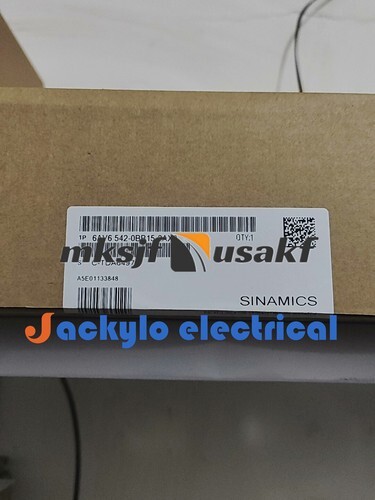 1P 6AV6 542-0BB15-2AX0 QTY:1
mksjf usakf
S C-
A5E01133848
SINAMICS
Jackylo electrical